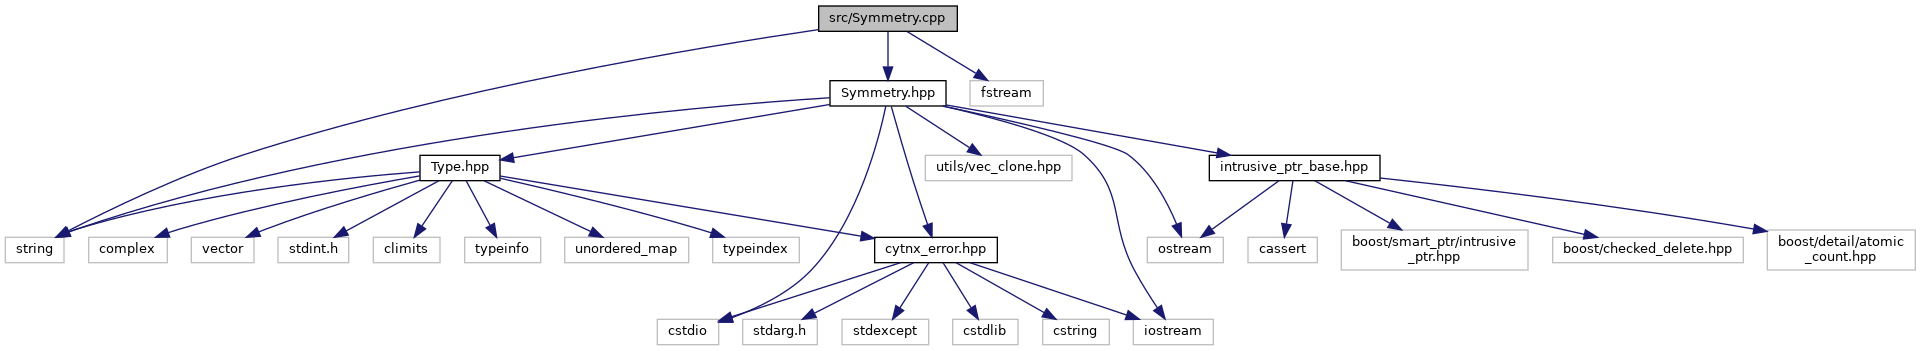 src/Symmetry.cpp
Symmetry.hpp
fstream
Type.hpp
utils/vec_clone.hpp
intrusive_ptr_base.hpp
string
complex
vector
stdint.h
climits
typeinfo
unordered_map
typeindex
cytnx_error.hpp
ostream
cassert
boost/smart_ptr/intrusive
_ptr.hpp
boost/checked_delete.hpp
boost/detail/atomic
_count.hpp
cstdio
stdarg.h
stdexcept
cstdlib
cstring
iostream